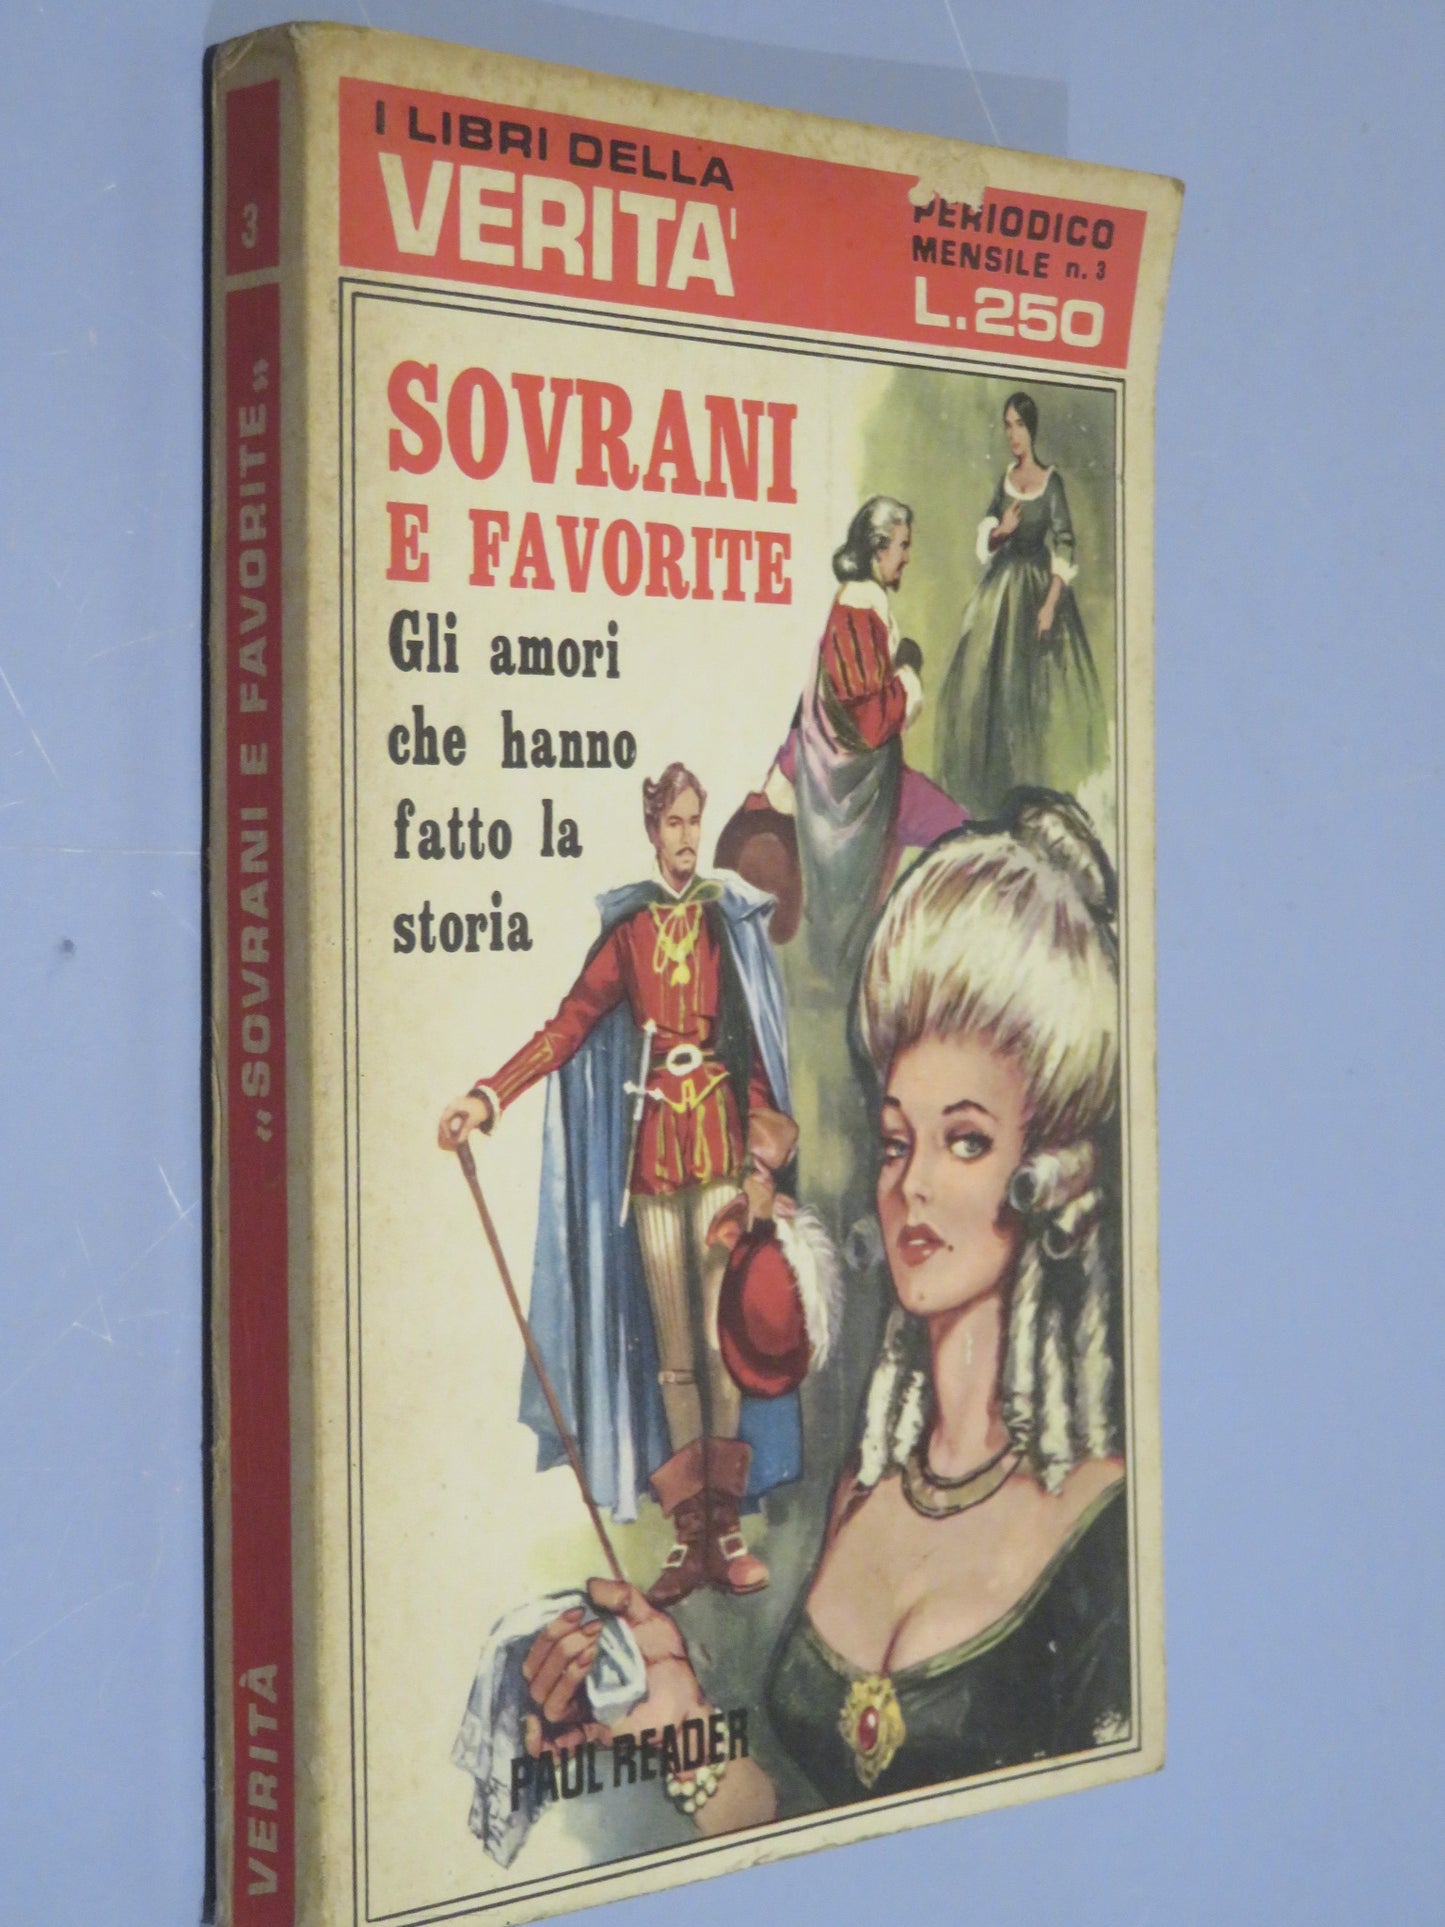 I LIBRI DELLA
VERITA'
PERIODICO
MENSILE n. 3
L.250
SOVRANI
E FAVORITE
Gli amori
che hanno
fatto la
storia
PAUL READER
3
«SOVRANI E FAVORITE»
VERITÀ